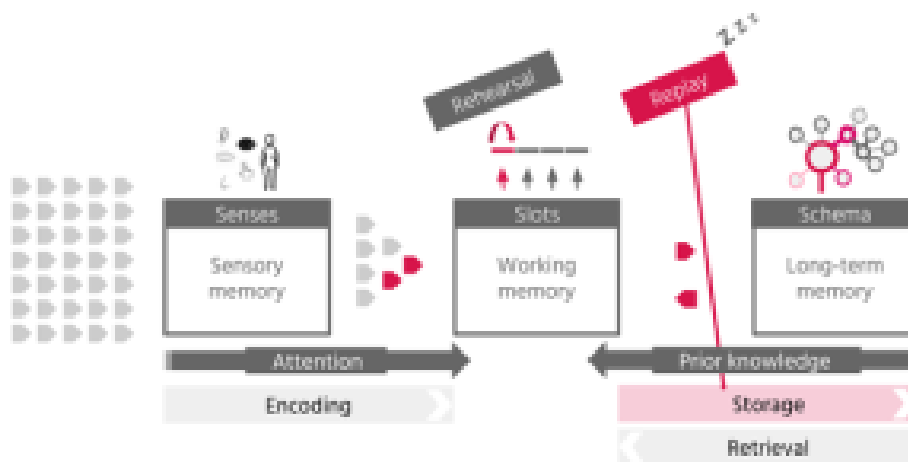 z z z
Rehearsal
Replay
Senses
Slots
Schema
Sensory
memory
Working
memory
Long-term
memory
Attention
Prior knowledge
Encoding
Storage
Retrieval